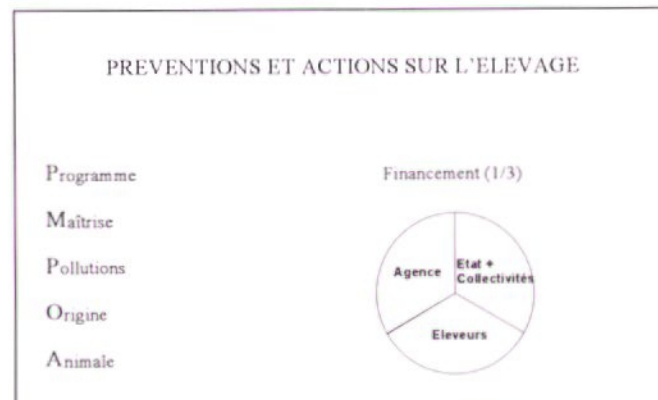 PREVENTIONS ET ACTIONS SUR L'ELEVAGE
Programme
Maîtrise
Pollutions
Origine
Animale
Financement (1/3)
Agence
Etat +
Collectivités
Eleveurs